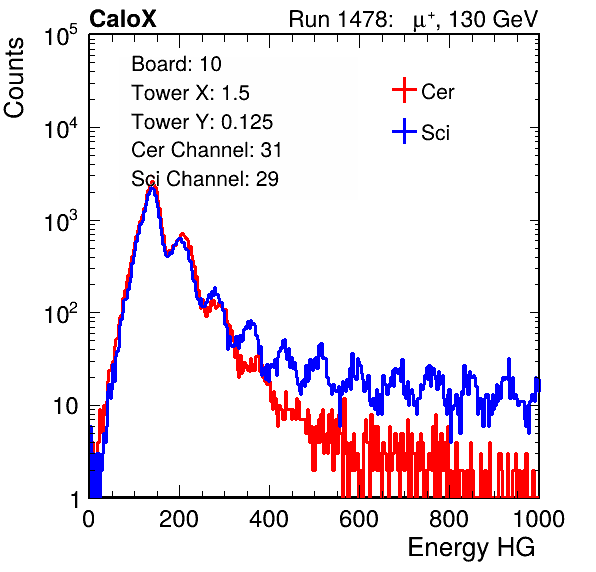 CaloX Run 1478: μ⁺, 130 GeV
Counts
Board: 10
Tower X: 1.5
Tower Y: 0.125
Cer Channel: 31
Sci Channel: 29
Cer
Sci
10⁵
10⁴
10³
10²
10
1
0 200 400 600 800 1000
Energy HG